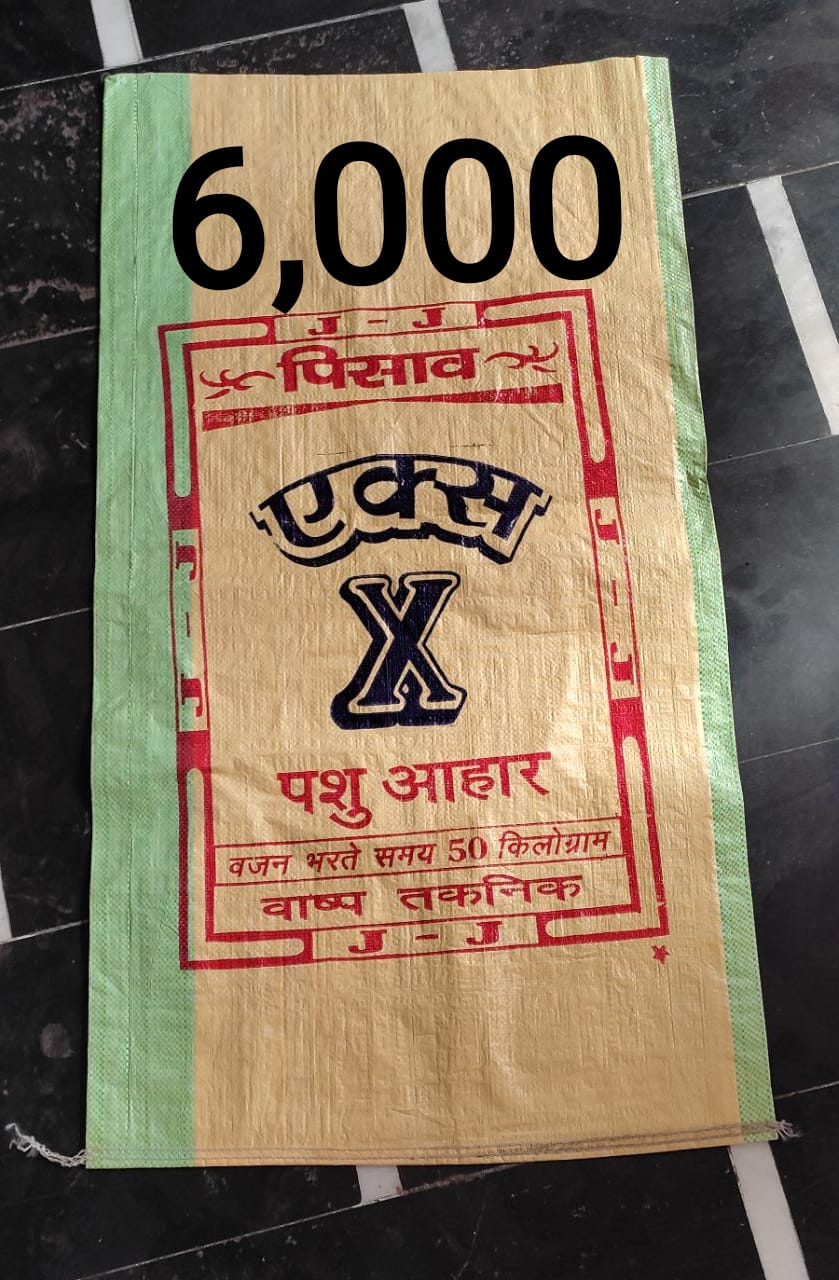 6,000
J - J
पिसाव
एक्स
X
J - J
J - J
पशु आहार
वजन भरते समय 50 किलोग्राम
वाष्प तकनिक
J - J